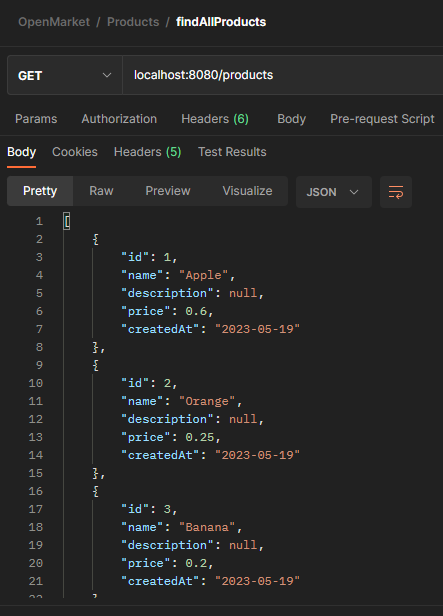 OpenMarket / Products / findAllProducts
GET localhost:8080/products
Params Authorization Headers (6) Body Pre-request Script
Body Cookies Headers (5) Test Results
Pretty Raw Preview Visualize JSON
1 [
2 {
3 "id": 1,
4 "name": "Apple",
5 "description": null,
6 "price": 0.6,
7 "createdAt": "2023-05-19"
8 },
9 {
10 "id": 2,
11 "name": "Orange",
12 "description": null,
13 "price": 0.25,
14 "createdAt": "2023-05-19"
15 },
16 {
17 "id": 3,
18 "name": "Banana",
19 "description": null,
20 "price": 0.2,
21 "createdAt": "2023-05-19"